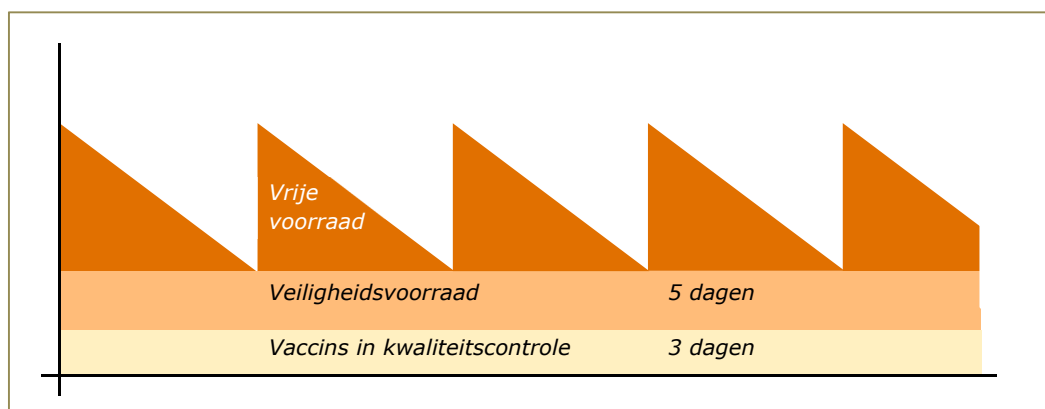 Vrije
voorraad
Veiligheidsvoorraad 5 dagen
Vaccins in kwaliteitscontrole 3 dagen